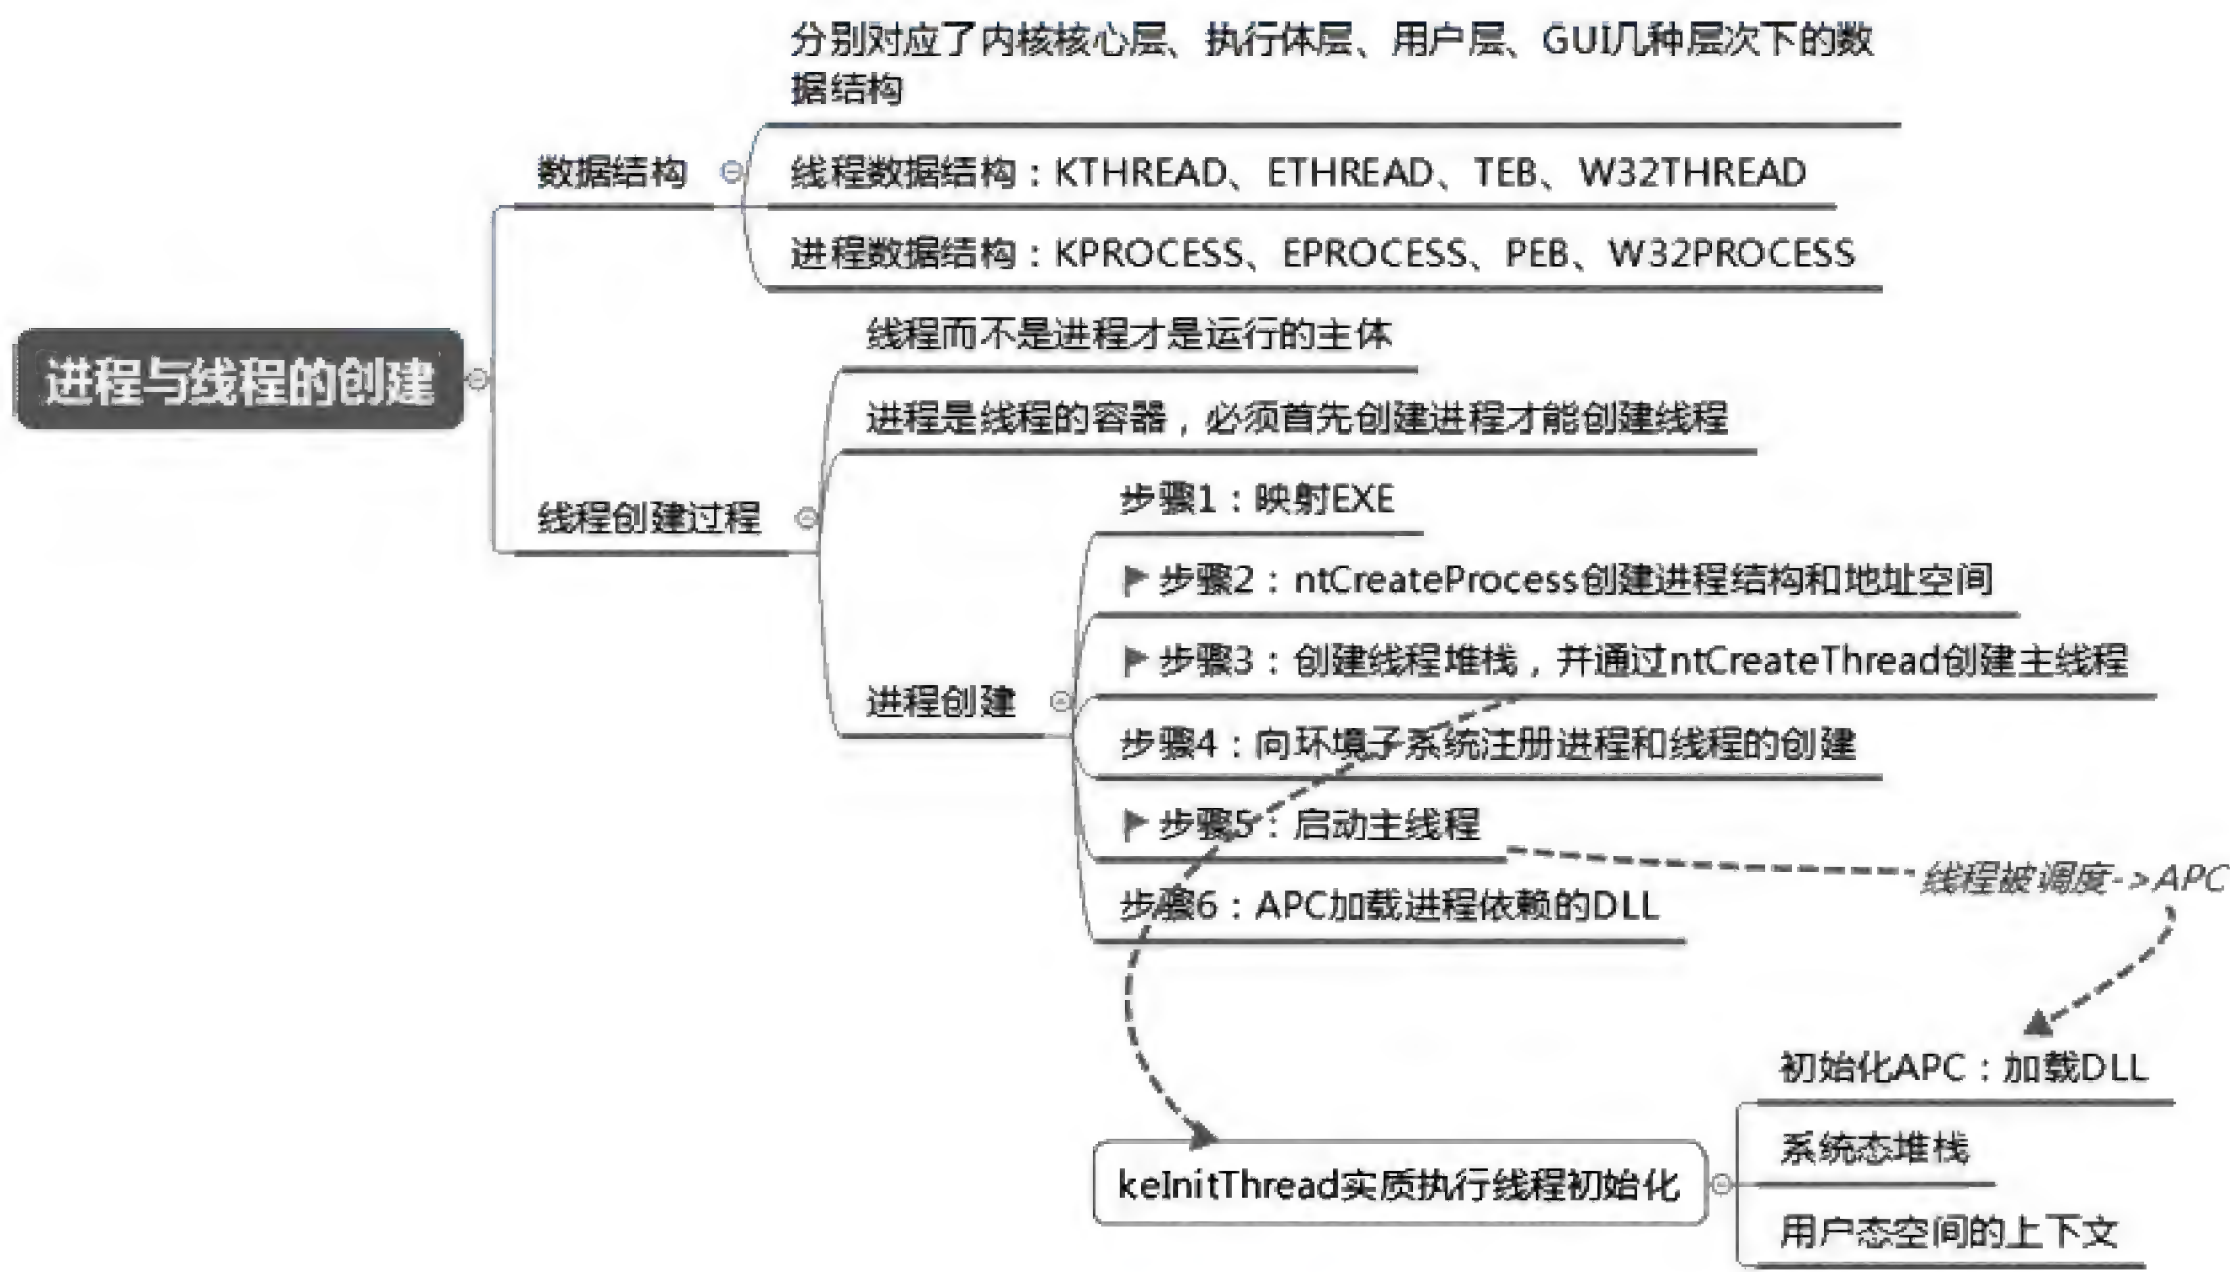 分别对应了内核核心层、执行体层、用户层、GUI几种层次下的数
据结构
数据结构
线程数据结构：KTHREAD、ETHREAD、TEB、W32THREAD
进程数据结构：KPROCESS、EPROCESS、PEB、W32PROCESS
进程与线程的创建
线程而不是进程才是运行的主体
进程是线程的容器，必须首先创建进程才能创建线程
线程创建过程
进程创建
步骤1：映射EXE
步骤2：ntCreateProcess创建进程结构和地址空间
步骤3：创建线程堆栈，并通过ntCreateThread创建主线程
步骤4：向环境子系统注册进程和线程的创建
步骤5：启动主线程
线程被调度->APC
步骤6：APC加载进程依赖的DLL
初始化APC：加载DLL
系统态堆栈
keInitThread实质执行线程初始化
用户态空间的上下文